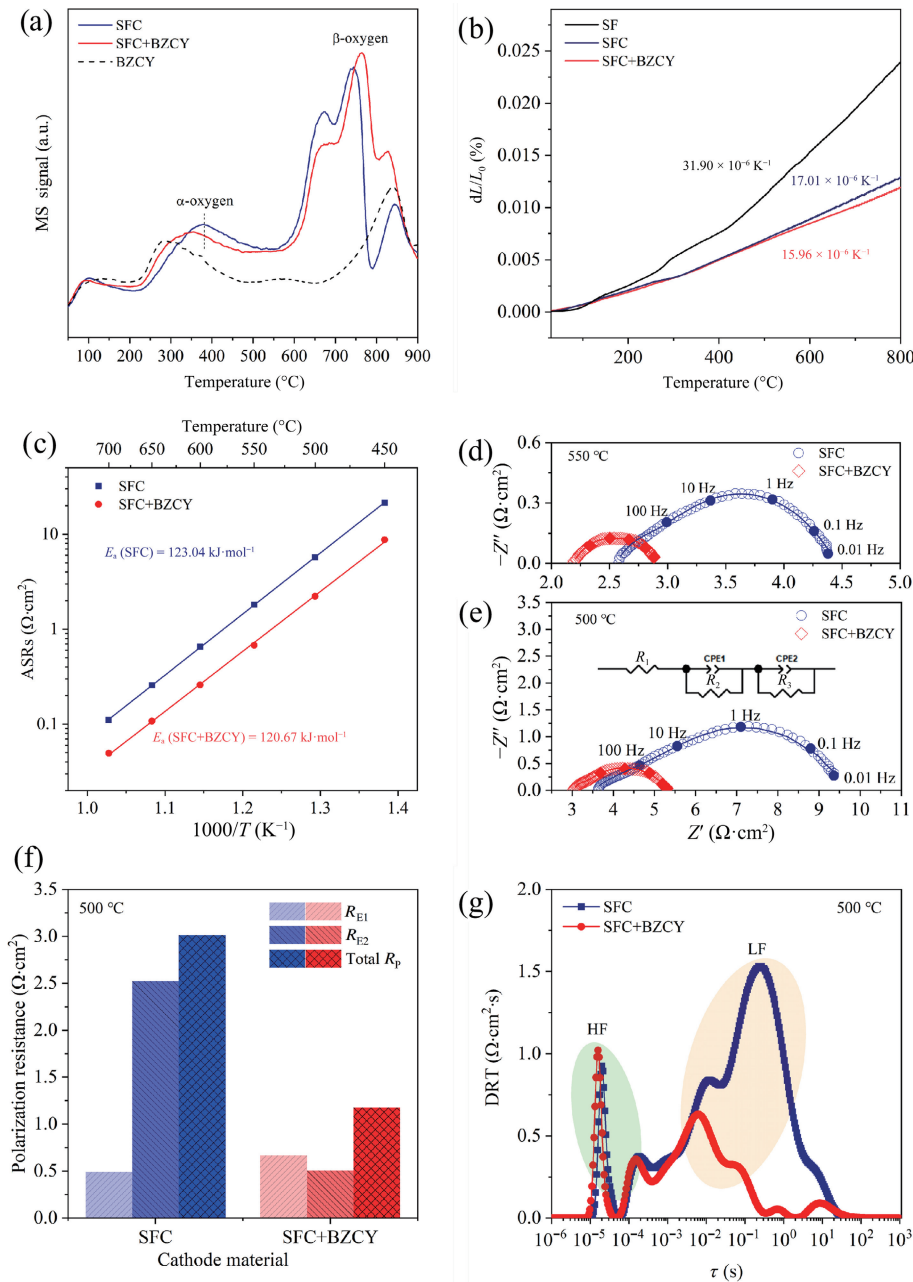 (a)
SFC
SFC+BZCY
BZCY
β-oxygen
α-oxygen
MS signal (a.u.)
100 200 300 400 500 600 700 800 900
Temperature (°C)
(b)
SF
SFC
SFC+BZCY
31.90 × 10⁻⁶ K⁻¹
17.01 × 10⁻⁶ K⁻¹
15.96 × 10⁻⁶ K⁻¹
dL/L₀ (%)
0.025
0.020
0.015
0.010
0.005
0.000
200 400 600 800
Temperature (°C)
(c)
Temperature (°C)
700 650 600 550 500 450
SFC
SFC+BZCY
Eₐ (SFC) = 123.04 kJ·mol⁻¹
Eₐ (SFC+BZCY) = 120.67 kJ·mol⁻¹
ASRs (Ω·cm²)
10
1
0.1
1.0 1.1 1.2 1.3 1.4
1000/T (K⁻¹)
(d)
550 °C
SFC
SFC+BZCY
100 Hz
10 Hz
1 Hz
0.1 Hz
0.01 Hz
−Z″ (Ω·cm²)
0.6
0.3
0.0
2.0 2.5 3.0 3.5 4.0 4.5 5.0
(e)
500 °C
SFC
SFC+BZCY
R₁
CPE1
R₂
CPE2
R₃
100 Hz
10 Hz
1 Hz
0.1 Hz
0.01 Hz
−Z″ (Ω·cm²)
2.5
2.0
1.5
1.0
0.5
0.0
3 4 5 6 7 8 9 10 11
Z′ (Ω·cm²)
(f)
500 °C
R_E1
R_E2
Total R_P
Polarization resistance (Ω·cm²)
3.5
3.0
2.5
2.0
1.5
1.0
0.5
0.0
SFC SFC+BZCY
Cathode material
(g)
SFC
SFC+BZCY
500 °C
HF
LF
DRT (Ω·cm²·s)
2.0
1.5
1.0
0.5
0.0
10⁻⁶ 10⁻⁵ 10⁻⁴ 10⁻³ 10⁻² 10⁻¹ 10⁰ 10¹ 10² 10³
τ (s)